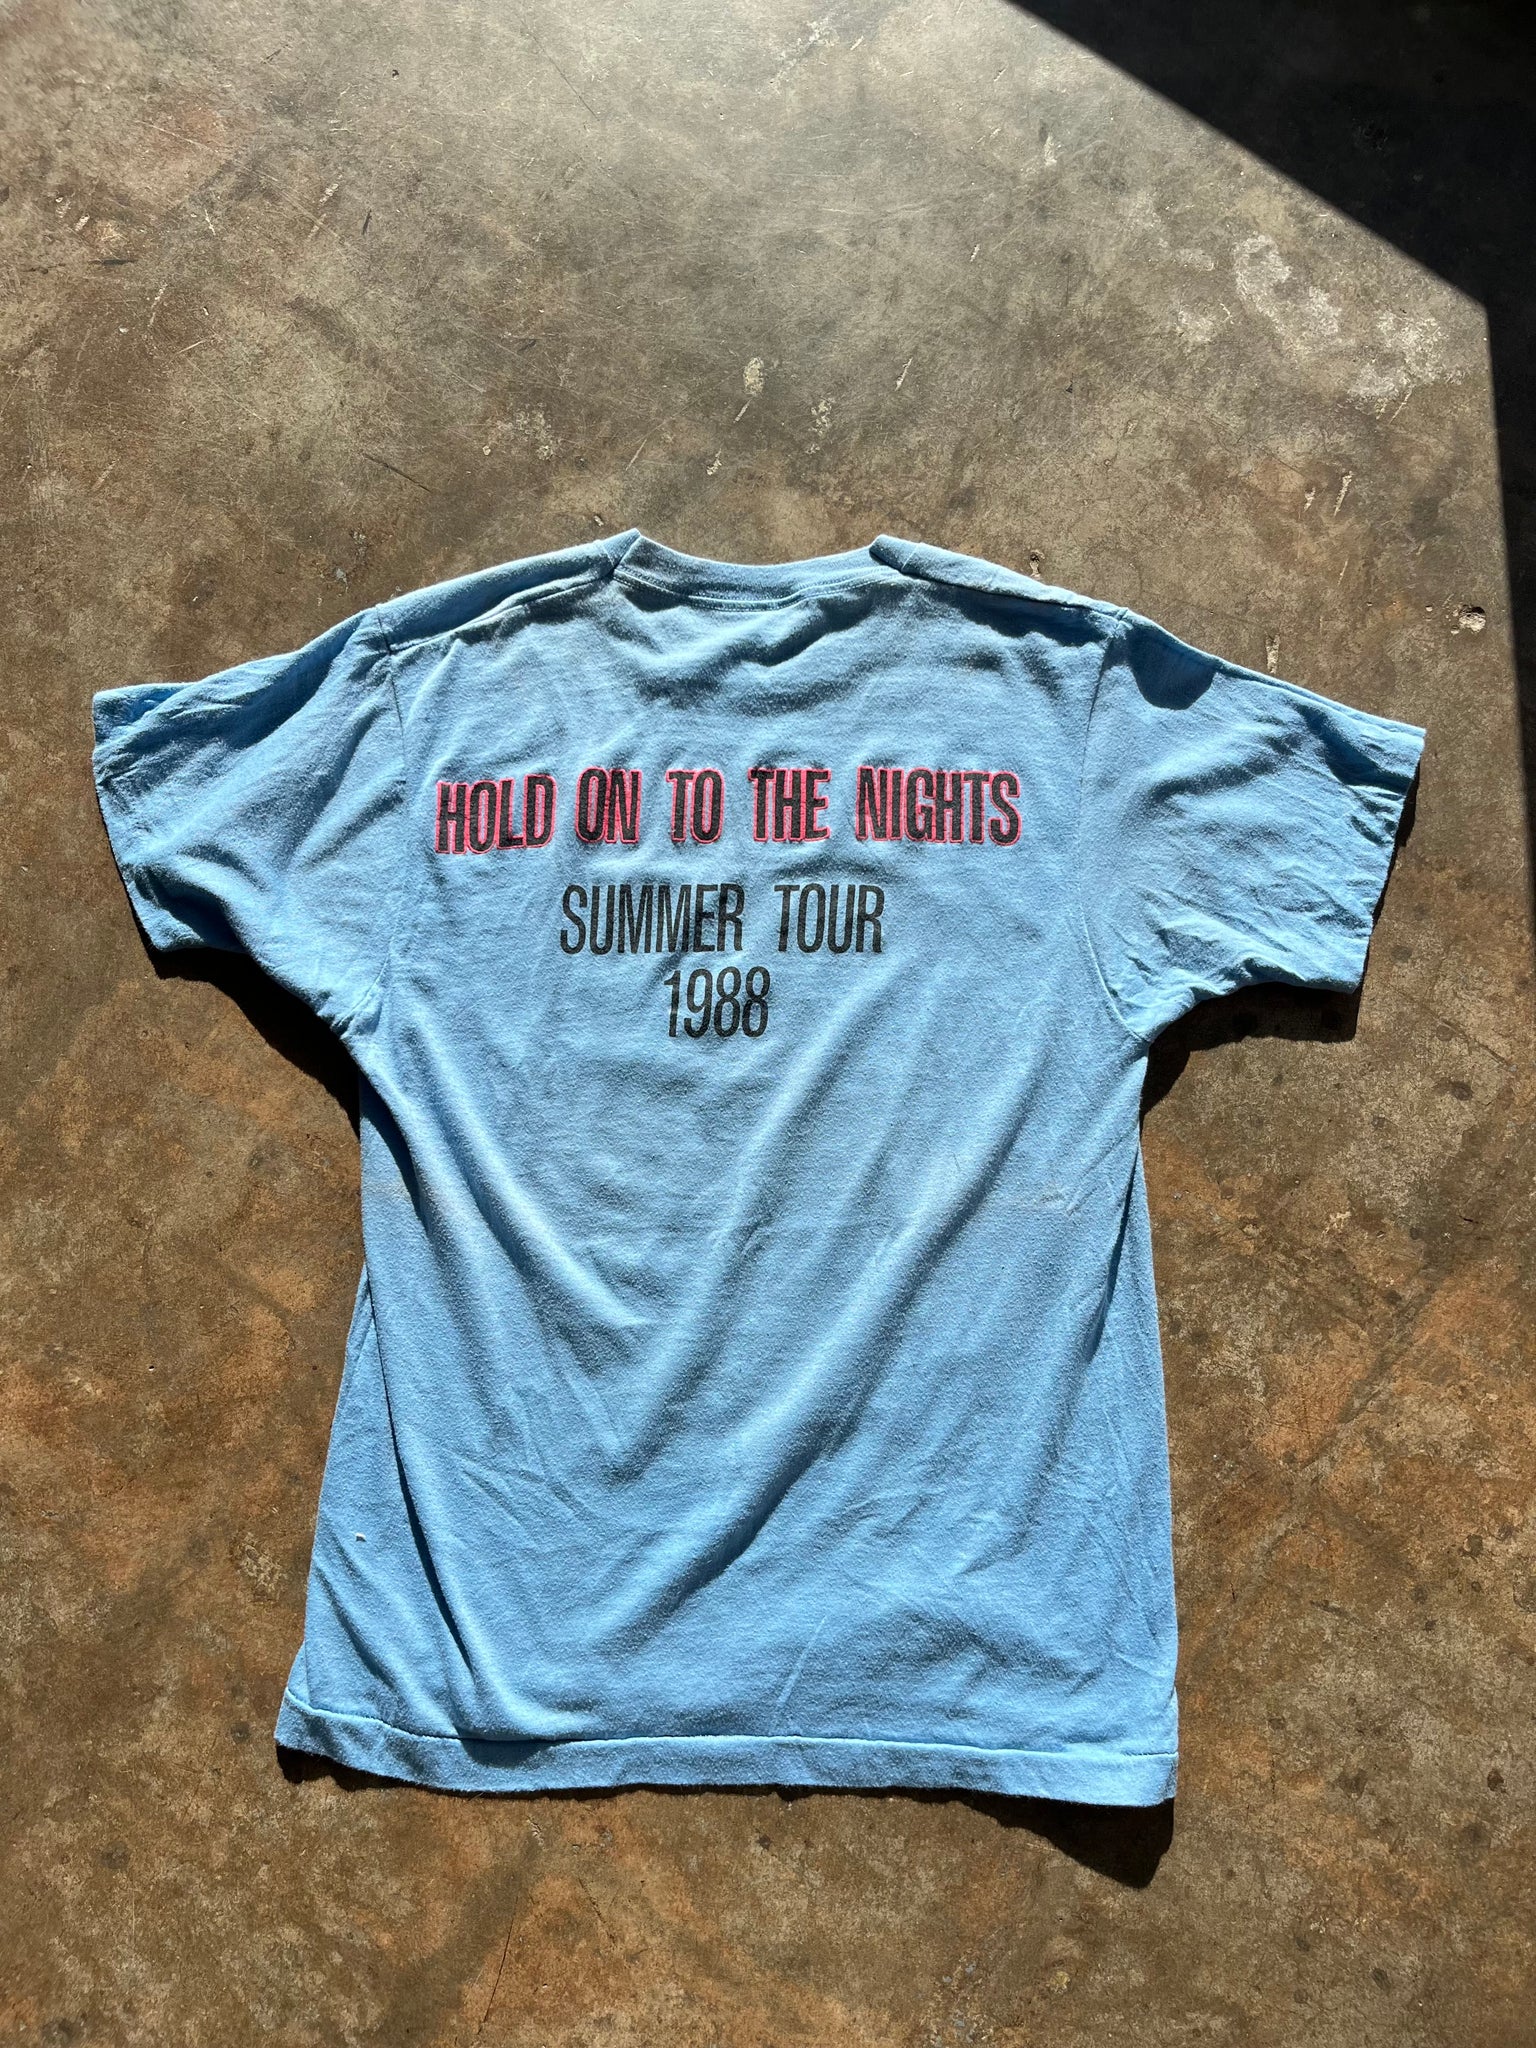 HOLD ON TO THE NIGHTS
SUMMER TOUR
1988